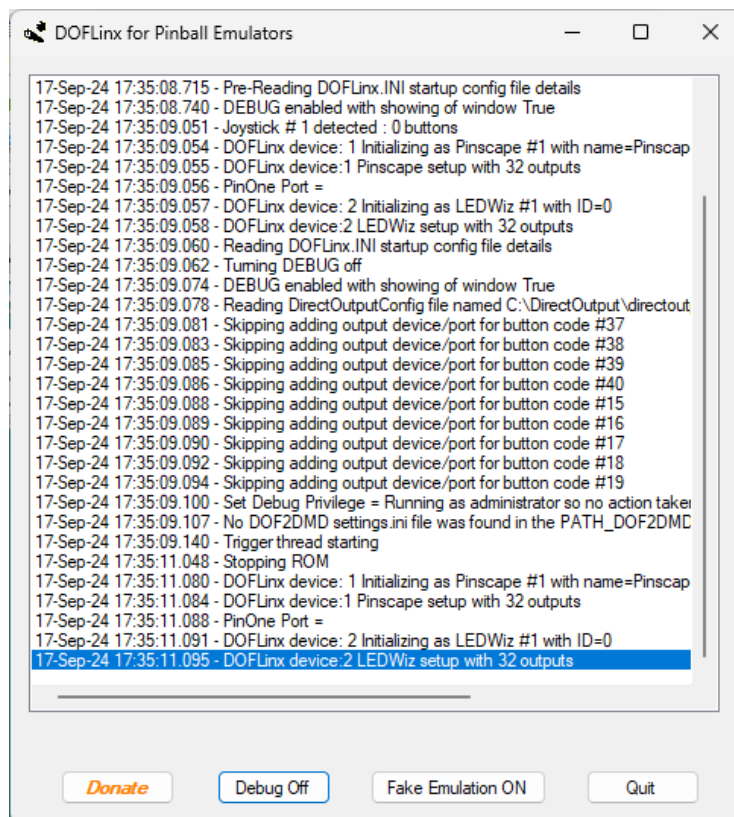 DOFLinx for Pinball Emulators
17-Sep-24 17:35:08.715 - Pre-Reading DOFLinx.INI startup config file details
17-Sep-24 17:35:08.740 - DEBUG enabled with showing of window True
17-Sep-24 17:35:09.051 - Joystick # 1 detected : 0 buttons
17-Sep-24 17:35:09.054 - DOFLinx device: 1 Initializing as Pinscape #1 with name=Pinscap
17-Sep-24 17:35:09.055 - DOFLinx device:1 Pinscape setup with 32 outputs
17-Sep-24 17:35:09.056 - PinOne Port =
17-Sep-24 17:35:09.057 - DOFLinx device: 2 Initializing as LEDWiz #1 with ID=0
17-Sep-24 17:35:09.058 - DOFLinx device:2 LEDWiz setup with 32 outputs
17-Sep-24 17:35:09.060 - Reading DOFLinx.INI startup config file details
17-Sep-24 17:35:09.062 - Turning DEBUG off
17-Sep-24 17:35:09.074 - DEBUG enabled with showing of window True
17-Sep-24 17:35:09.078 - Reading DirectOutputConfig file named C:\DirectOutput\directout
17-Sep-24 17:35:09.081 - Skipping adding output device/port for button code #37
17-Sep-24 17:35:09.083 - Skipping adding output device/port for button code #38
17-Sep-24 17:35:09.085 - Skipping adding output device/port for button code #39
17-Sep-24 17:35:09.086 - Skipping adding output device/port for button code #40
17-Sep-24 17:35:09.088 - Skipping adding output device/port for button code #15
17-Sep-24 17:35:09.089 - Skipping adding output device/port for button code #16
17-Sep-24 17:35:09.090 - Skipping adding output device/port for button code #17
17-Sep-24 17:35:09.092 - Skipping adding output device/port for button code #18
17-Sep-24 17:35:09.094 - Skipping adding output device/port for button code #19
17-Sep-24 17:35:09.100 - Set Debug Privilege = Running as administrator so no action taker
17-Sep-24 17:35:09.107 - No DOF2DMD settings.ini file was found in the PATH_DOF2DMD
17-Sep-24 17:35:09.140 - Trigger thread starting
17-Sep-24 17:35:11.048 - Stopping ROM
17-Sep-24 17:35:11.080 - DOFLinx device: 1 Initializing as Pinscape #1 with name=Pinscap
17-Sep-24 17:35:11.084 - DOFLinx device:1 Pinscape setup with 32 outputs
17-Sep-24 17:35:11.088 - PinOne Port =
17-Sep-24 17:35:11.091 - DOFLinx device: 2 Initializing as LEDWiz #1 with ID=0
17-Sep-24 17:35:11.095 - DOFLinx device:2 LEDWiz setup with 32 outputs
Donate Debug Off Fake Emulation ON Quit